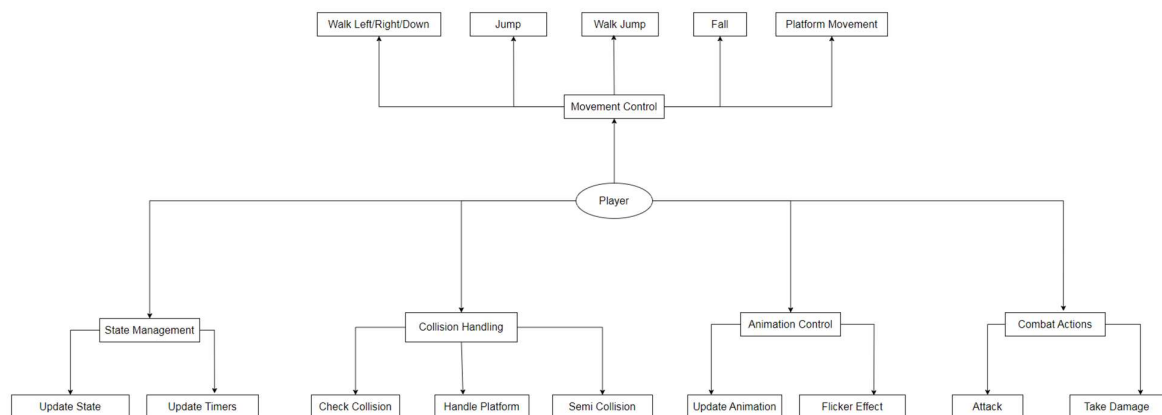 Walk Left/Right/Down
Jump
Walk Jump
Fall
Platform Movement
Movement Control
Player
State Management
Collision Handling
Animation Control
Combat Actions
Update State
Update Timers
Check Collision
Handle Platform
Semi Collision
Update Animation
Flicker Effect
Attack
Take Damage